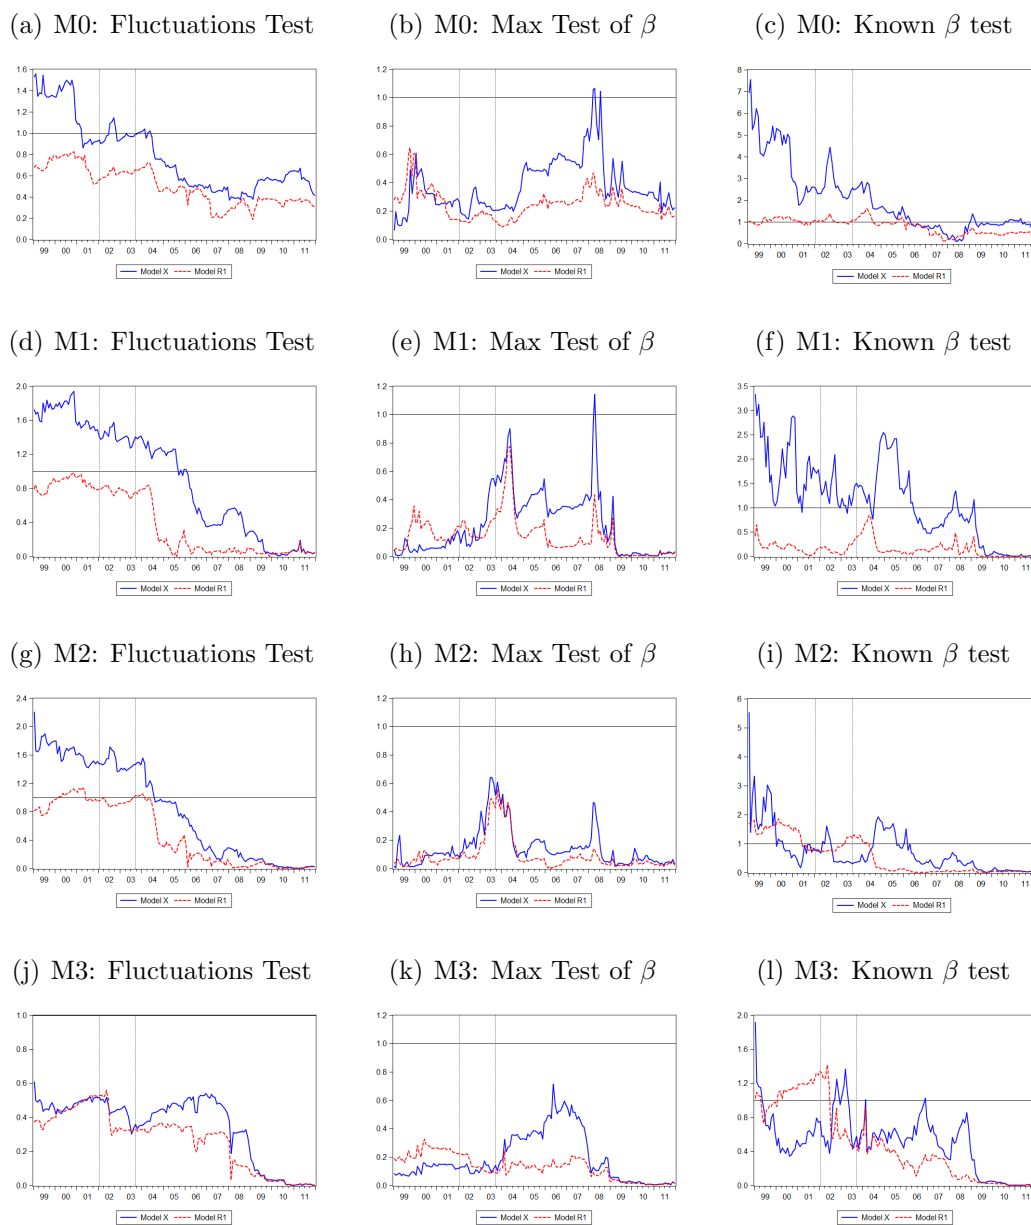 (a) M0: Fluctuations Test (b) M0: Max Test of β (c) M0: Known β test
1.6 1.4 1.2 1.0 0.8 0.6 0.4 0.2 0.0
99 00 01 02 03 04 05 06 07 08 09 10 11
Model X Model R1
1.2 1.0 0.8 0.6 0.4 0.2 0.0
99 00 01 02 03 04 05 06 07 08 09 10 11
Model X Model R1
8 7 6 5 4 3 2 1 0
99 00 01 02 03 04 05 06 07 08 09 10 11
Model X Model R1
(d) M1: Fluctuations Test (e) M1: Max Test of β (f) M1: Known β test
2.0 1.6 1.2 0.8 0.4 0.0
99 00 01 02 03 04 05 06 07 08 09 10 11
Model X Model R1
1.2 1.0 0.8 0.6 0.4 0.2 0.0
99 00 01 02 03 04 05 06 07 08 09 10 11
Model X Model R1
3.5 3.0 2.5 2.0 1.5 1.0 0.5 0.0
99 00 01 02 03 04 05 06 07 08 09 10 11
Model X Model R1
(g) M2: Fluctuations Test (h) M2: Max Test of β (i) M2: Known β test
2.4 2.0 1.6 1.2 0.8 0.4 0.0
99 00 01 02 03 04 05 06 07 08 09 10 11
Model X Model R1
1.2 1.0 0.8 0.6 0.4 0.2 0.0
99 00 01 02 03 04 05 06 07 08 09 10 11
Model X Model R1
6 5 4 3 2 1 0
99 00 01 02 03 04 05 06 07 08 09 10 11
Model X Model R1
(j) M3: Fluctuations Test (k) M3: Max Test of β (l) M3: Known β test
1.0 0.8 0.6 0.4 0.2 0.0
99 00 01 02 03 04 05 06 07 08 09 10 11
Model X Model R1
1.2 1.0 0.8 0.6 0.4 0.2 0.0
99 00 01 02 03 04 05 06 07 08 09 10 11
Model X Model R1
2.0 1.6 1.2 0.8 0.4 0.0
99 00 01 02 03 04 05 06 07 08 09 10 11
Model X Model R1